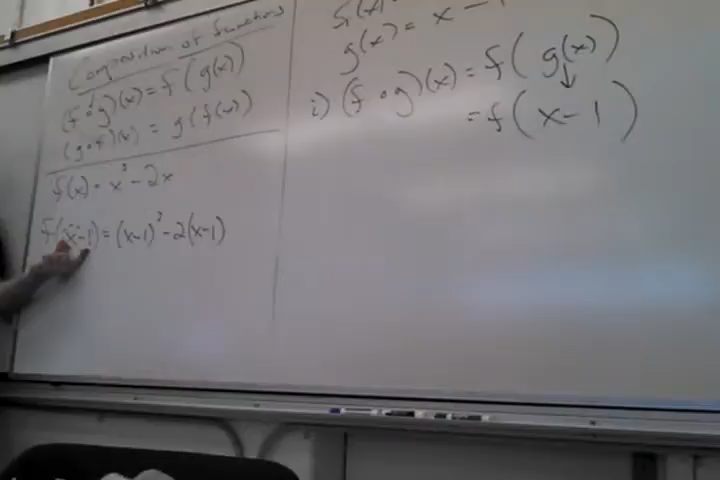 Composition of functions
(f∘g)(x) = f(g(x))
(g∘f)(x) = g(f(x))
f(x) = x² - 2x
f(x-1) = (x-1)² - 2(x-1)
f(x)
g(x) = x - 1
i) (f∘g)(x) = f(g(x))
= f(x-1)